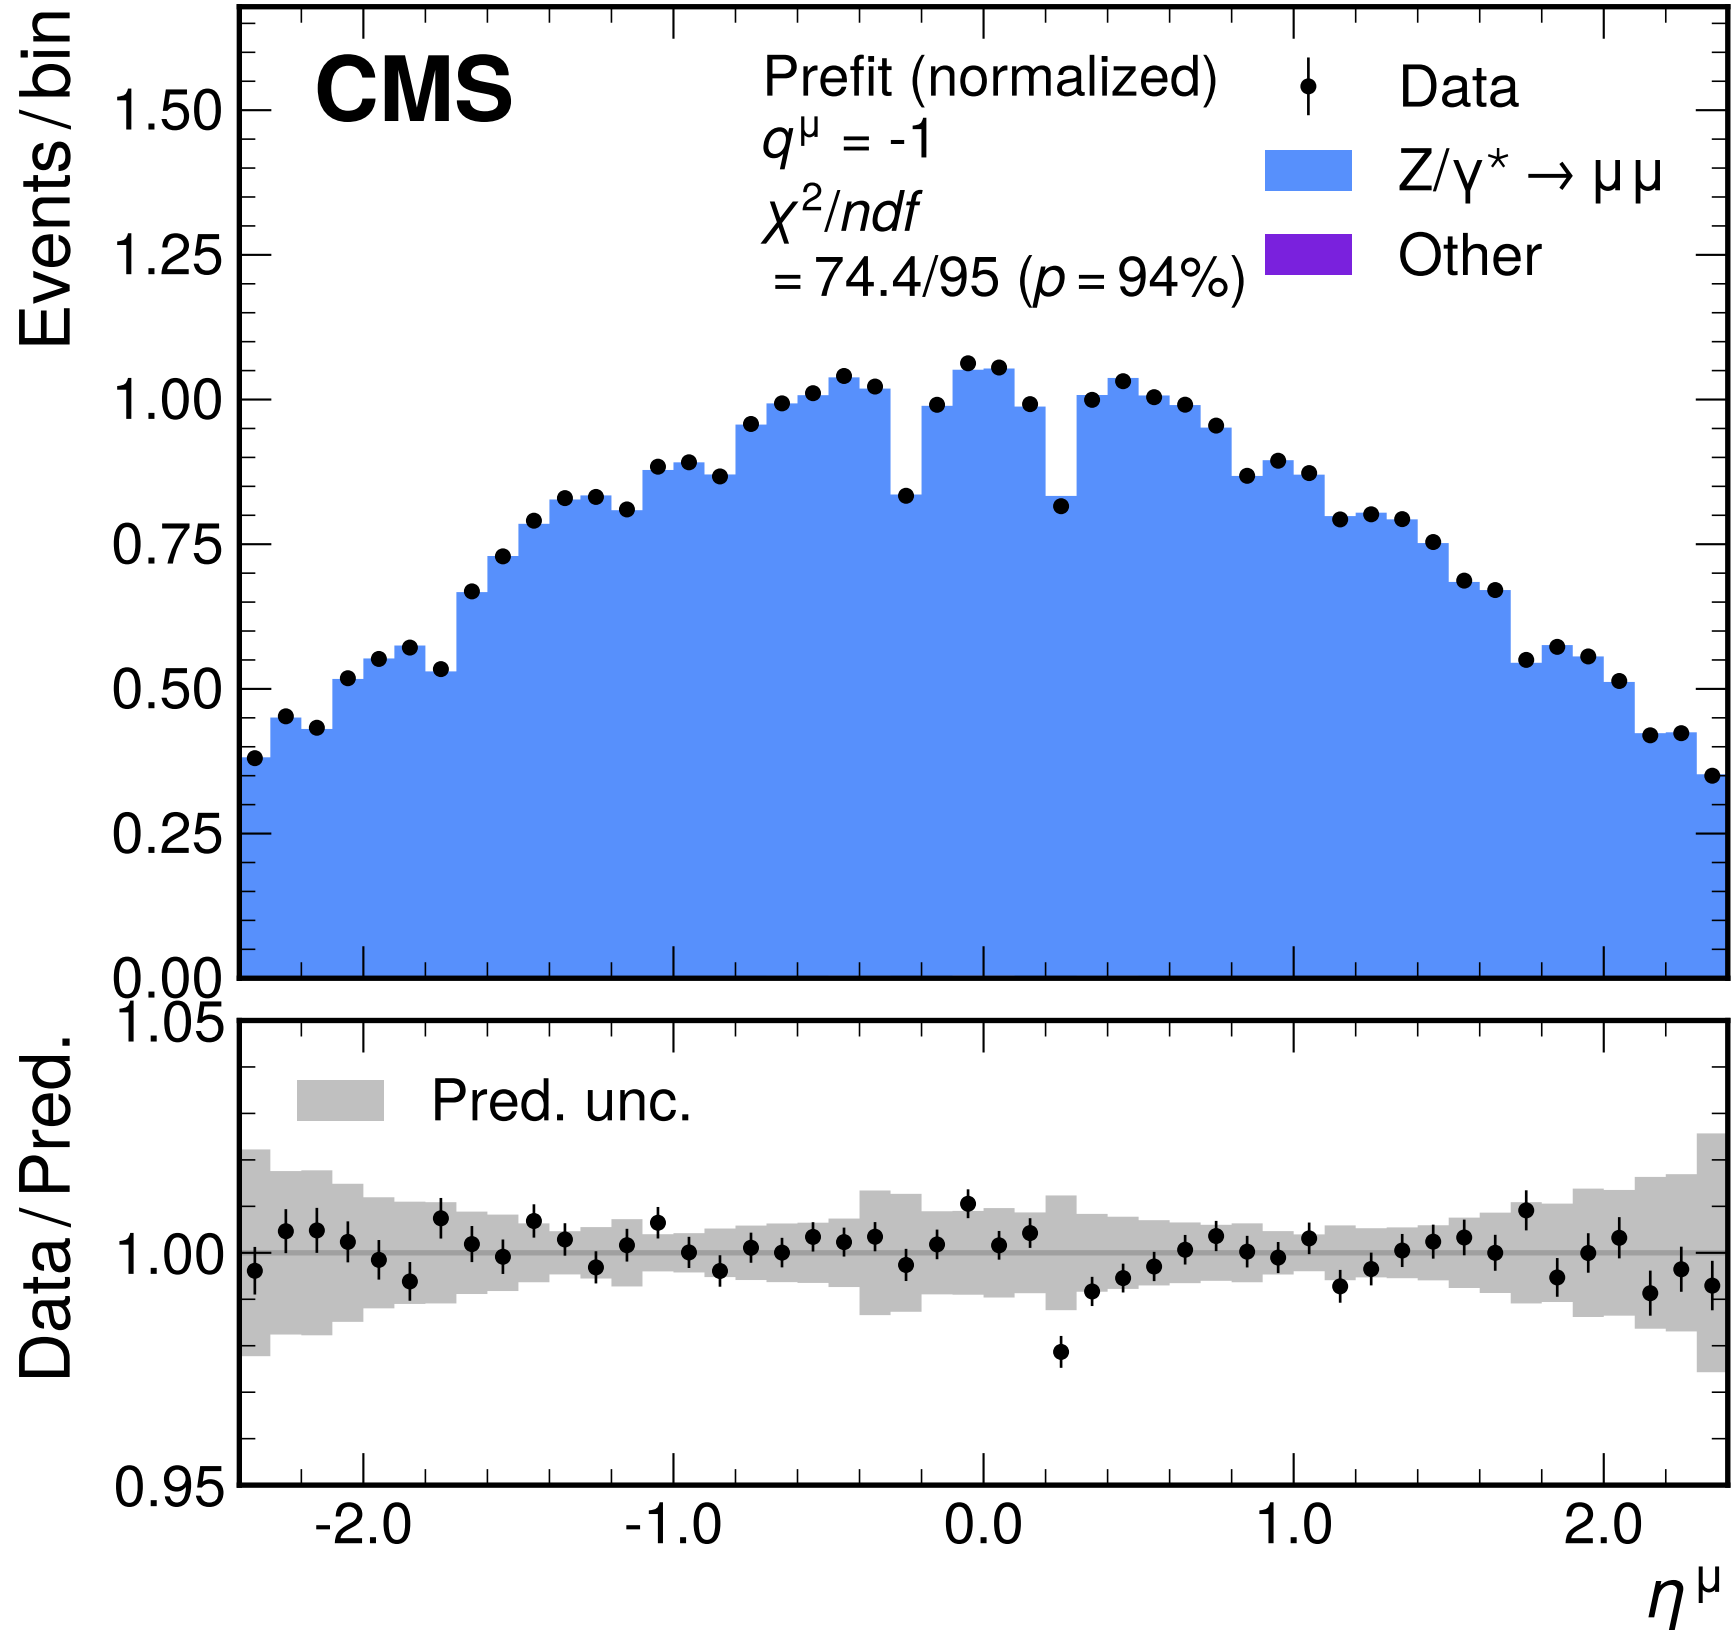 CMS
Prefit (normalized)
q^μ = -1
χ²/ndf
= 74.4/95 (p = 94%)
Data
Z/γ* → μμ
Other
Events/bin
1.50
1.25
1.00
0.75
0.50
0.25
0.00
Pred. unc.
Data/Pred.
1.05
1.00
0.95
-2.0 -1.0 0.0 1.0 2.0
η^μ